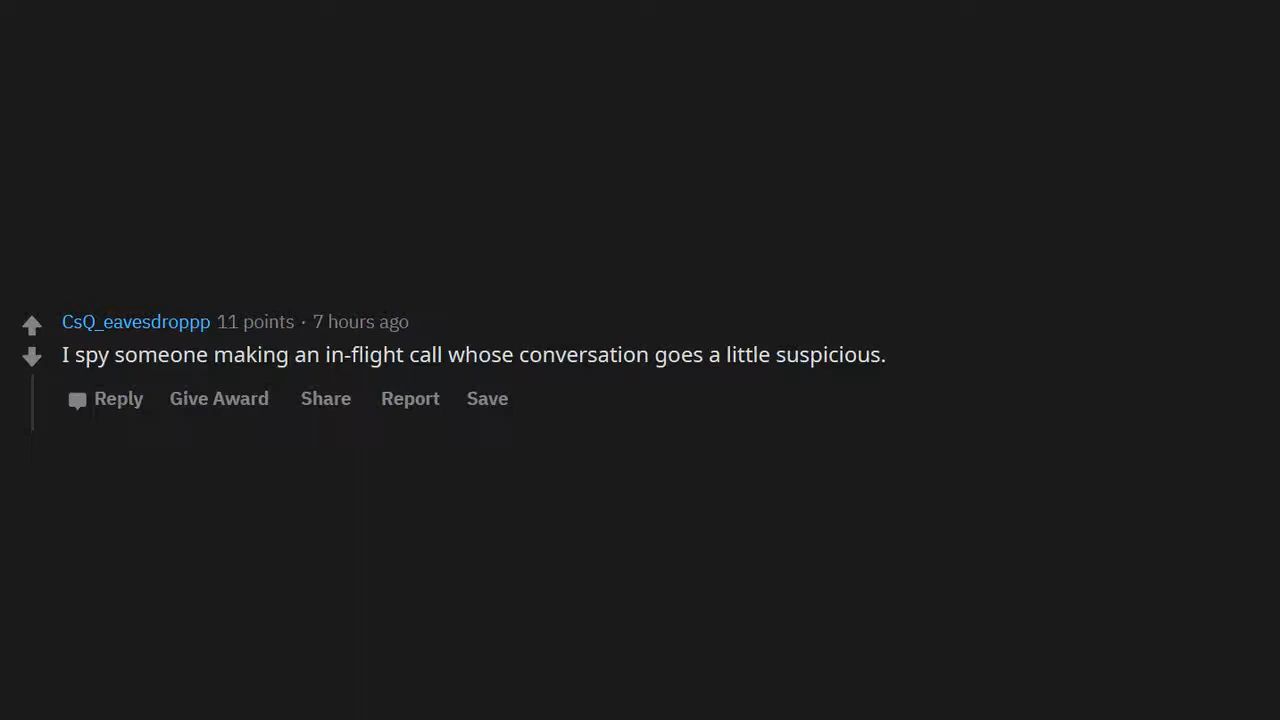 CsQ_eavesdroppp 11 points · 7 hours ago
I spy someone making an in-flight call whose conversation goes a little suspicious.
Reply Give Award Share Report Save